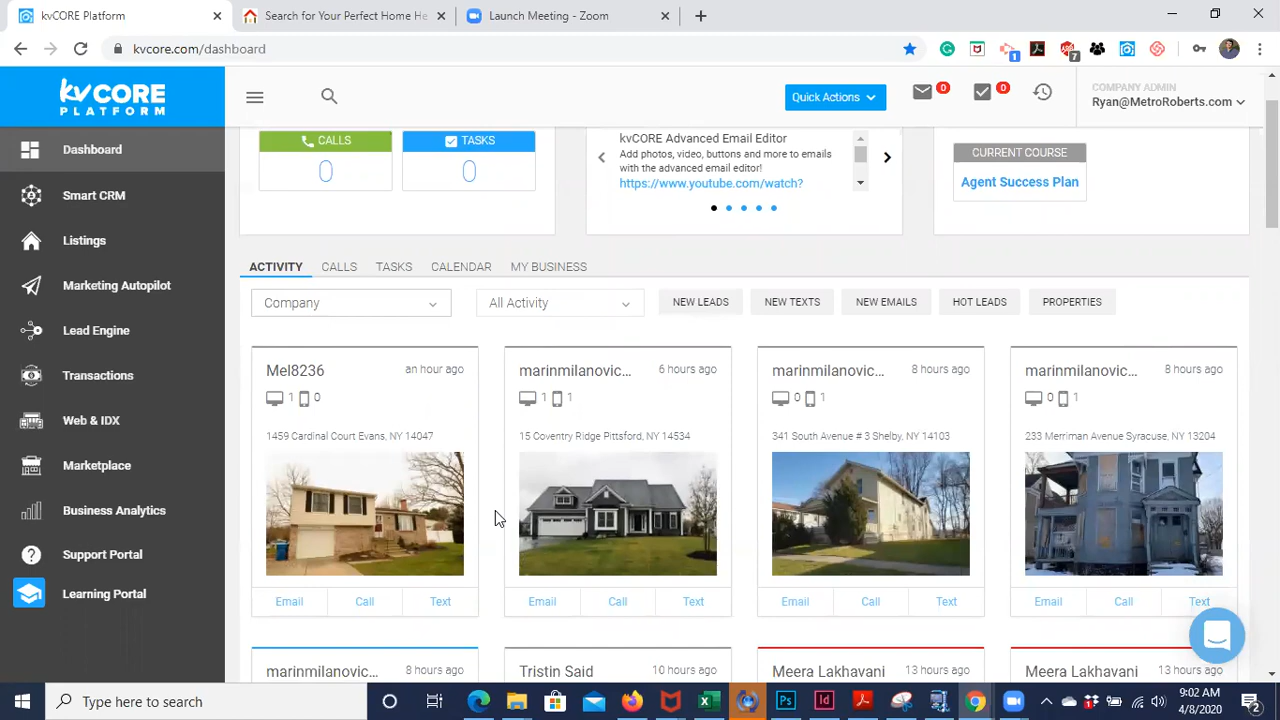 kvCORE Platform
Search for Your Perfect Home He
Launch Meeting - Zoom
kvcore.com/dashboard
1
7
kvCORE
PLATFORM
Quick Actions
0
0
COMPANY ADMIN
Ryan@MetroRoberts.com
Dashboard
Smart CRM
Listings
Marketing Autopilot
Lead Engine
Transactions
Web & IDX
Marketplace
Business Analytics
Support Portal
Learning Portal
CALLS
TASKS
0
0
kvCORE Advanced Email Editor
Add photos, video, buttons and more to emails
with the advanced email editor!
https://www.youtube.com/watch?
CURRENT COURSE
Agent Success Plan
ACTIVITY CALLS TASKS CALENDAR MY BUSINESS
Company
All Activity
NEW LEADS
NEW TEXTS
NEW EMAILS
HOT LEADS
PROPERTIES
Mel8236 an hour ago
1 0
1459 Cardinal Court Evans, NY 14047
Email Call Text
marinmilanovic... 6 hours ago
1 1
15 Coventry Ridge Pittsford, NY 14534
Email Call Text
marinmilanovic... 8 hours ago
0 1
341 South Avenue # 3 Shelby, NY 14103
Email Call Text
marinmilanovic... 8 hours ago
0 1
233 Merriman Avenue Syracuse, NY 13204
Email Call Text
marinmilanovic... 8 hours ago
Tristin Said 10 hours ago
Meera Lakhavani 13 hours ago
Meera Lakhavani 13 hours ago
Type here to search
9:02 AM
4/8/2020
2